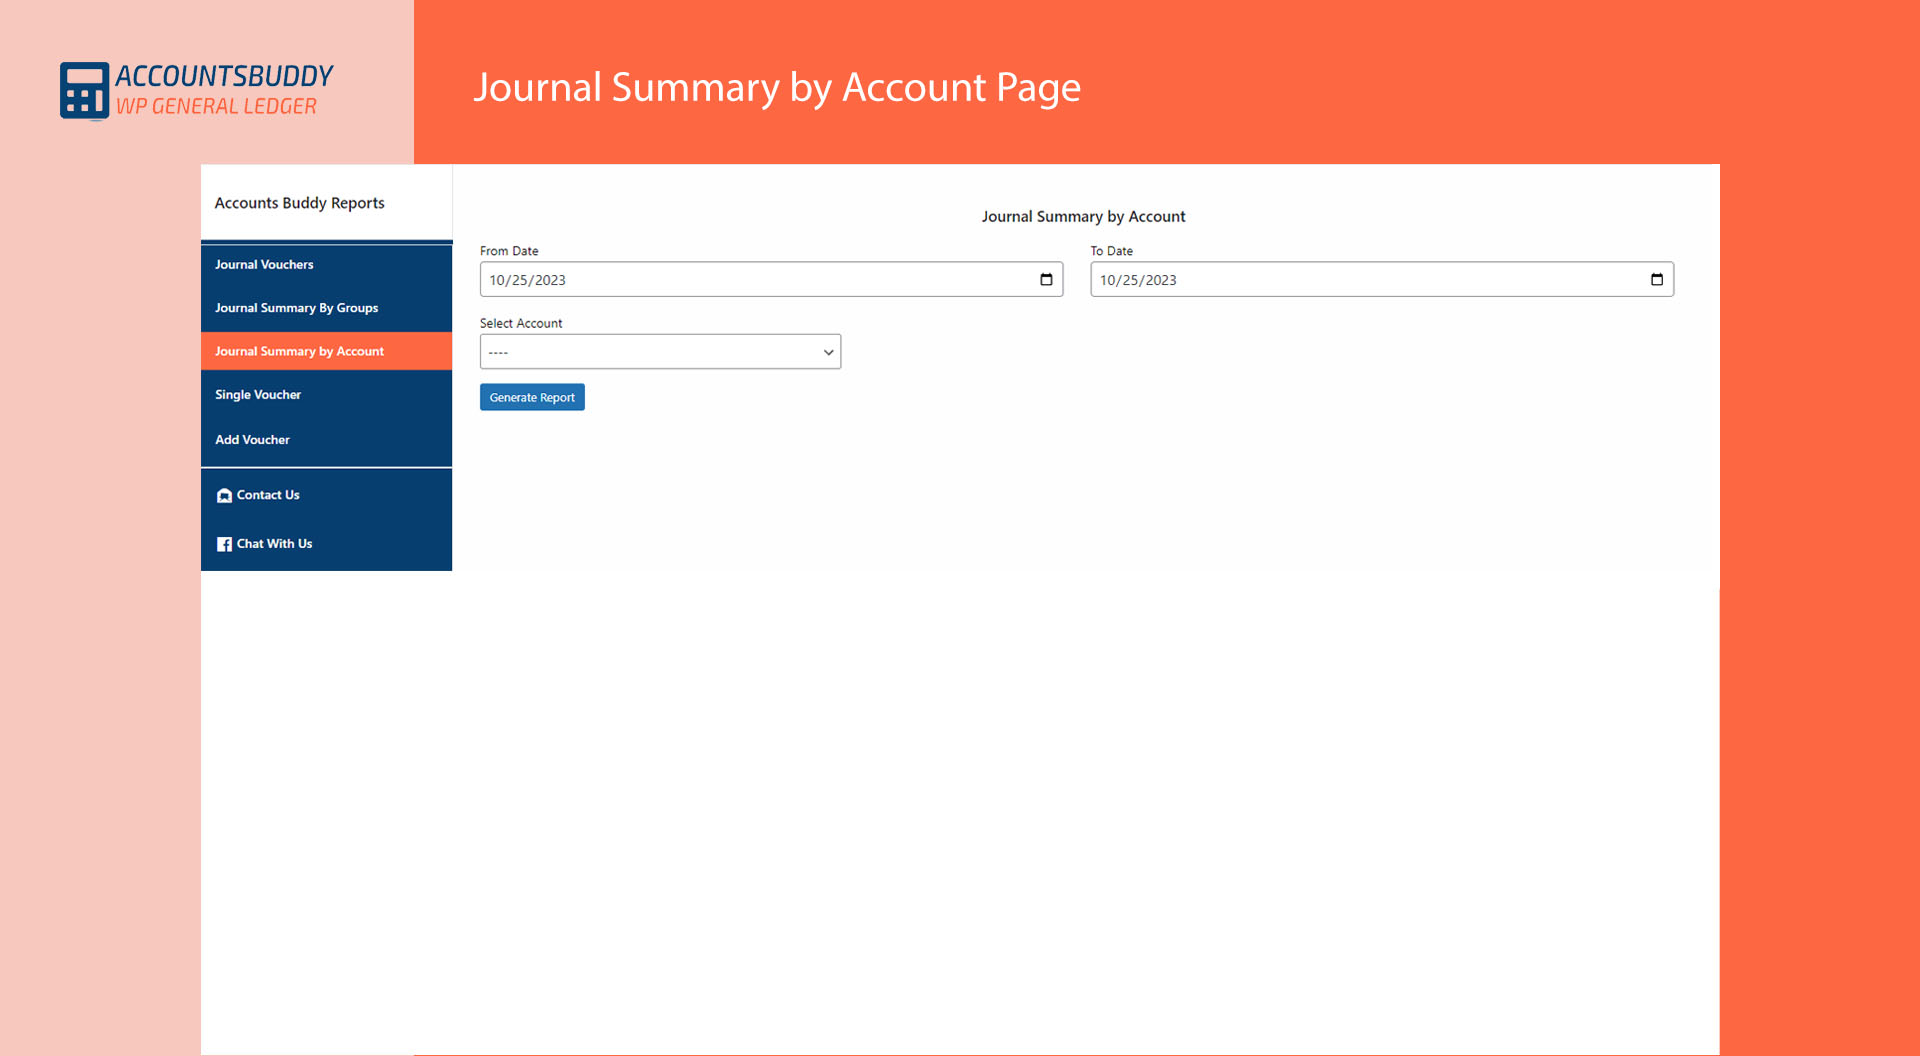 ACCOUNTSBUDDY
WP GENERAL LEDGER
Journal Summary by Account Page
Accounts Buddy Reports
Journal Vouchers
Journal Summary By Groups
Journal Summary by Account
Single Voucher
Add Voucher
Contact Us
Chat With Us
Journal Summary by Account
From Date
To Date
10/25/2023
10/25/2023
Select Account
----
Generate Report